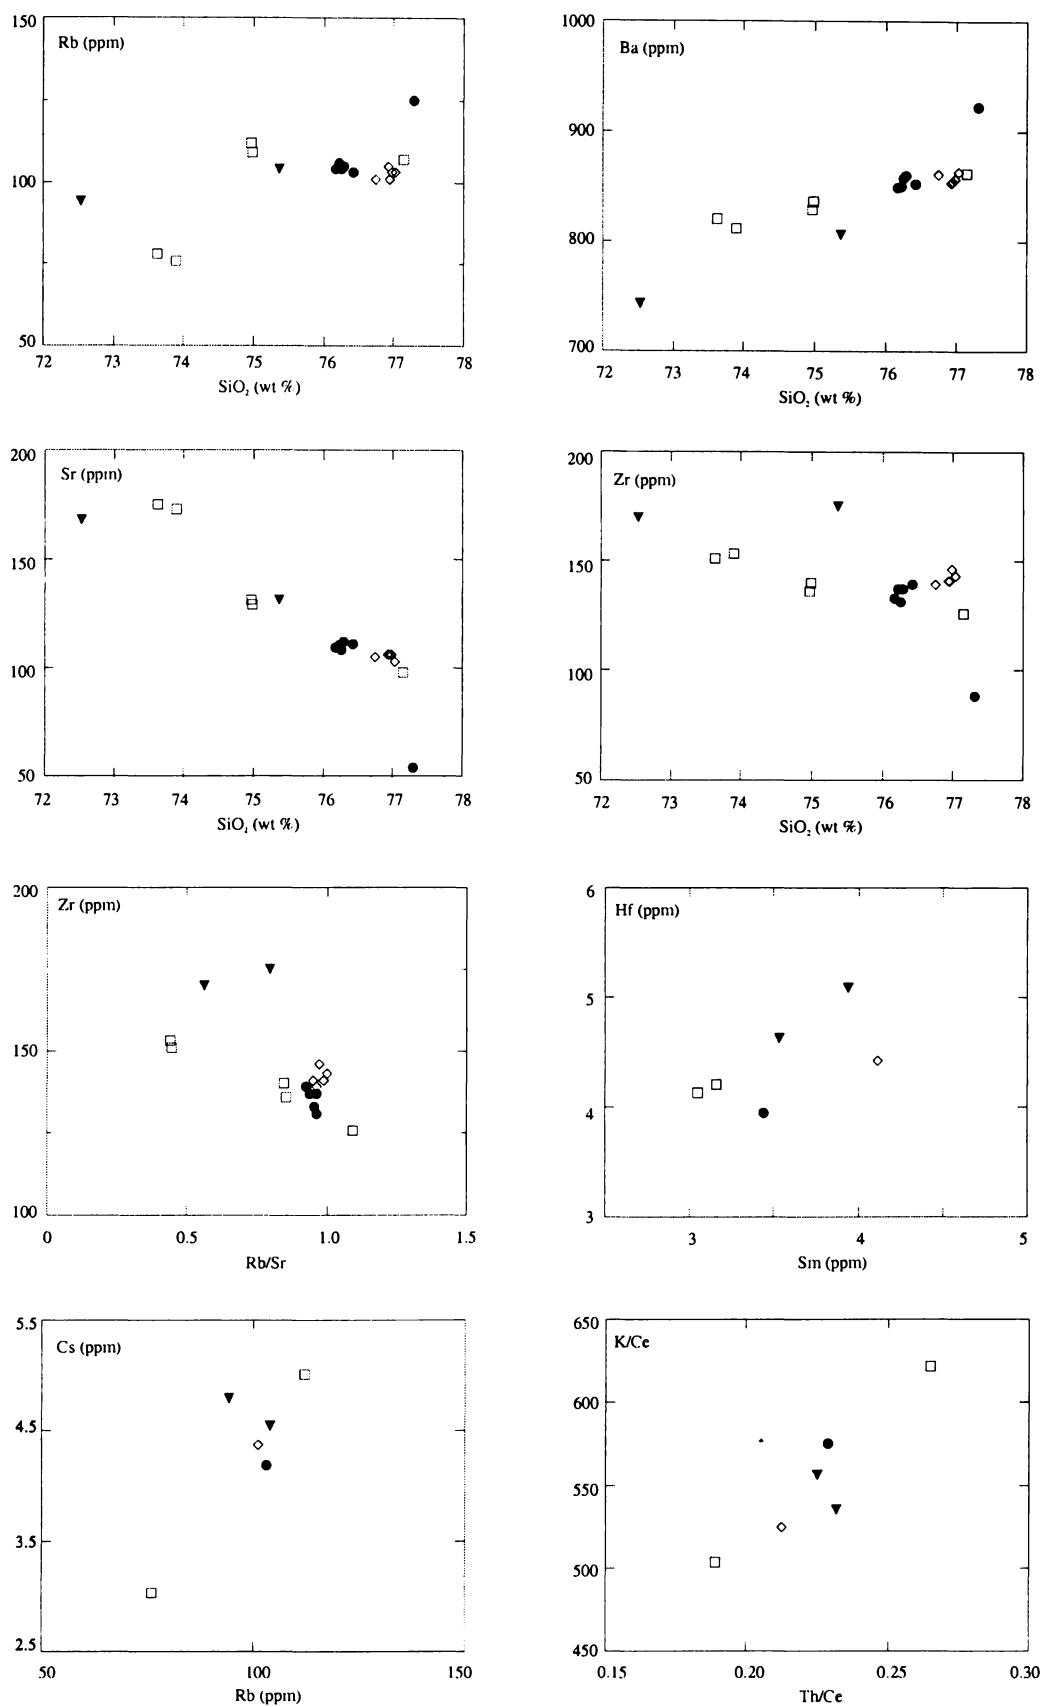 150
Rb (ppm)
100
50
72 73 74 75 76 77 78
SiO₂ (wt %)
1000
Ba (ppm)
900
800
700
72 73 74 75 76 77 78
SiO₂ (wt %)
200
Sr (ppm)
150
100
50
72 73 74 75 76 77 78
SiO₂ (wt %)
200
Zr (ppm)
150
100
50
72 73 74 75 76 77 78
SiO₂ (wt %)
200
Zr (ppm)
150
100
0 0.5 1.0 1.5
Rb/Sr
6
Hf (ppm)
5
4
3
3 4 5
Sm (ppm)
5.5
Cs (ppm)
4.5
3.5
2.5
50 100 150
Rb (ppm)
650
K/Ce
600
550
500
450
0.15 0.20 0.25 0.30
Th/Ce